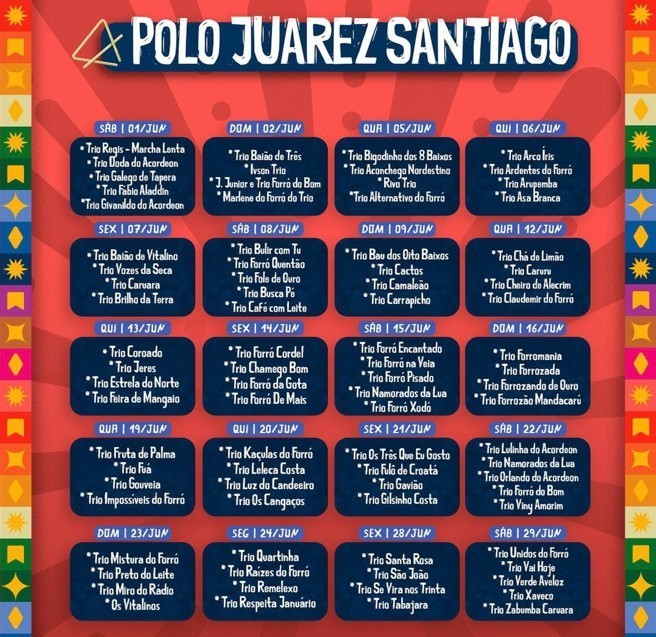 POLO JUAREZ SANTIAGO
SÁB | 01/JUN
* Trio Regis - Marcha Lenta
* Trio Doda do Acordeon
* Trio Galego de Tapera
* Trio Fábio Aladdin
* Trio Givanildo do Acordeon
DOM | 02/JUN
* Trio Baião de Três
* Ivson Trio
* J. Junior e Trio Forró do Bom
* Marlene do Forró do Trio
QUA | 05/JUN
* Trio Bigodinho dos 8 Baixos
* Trio Aconchego Nordestino
* Rivo Trio
* Trio Alternativo do Forró
QUI | 06/JUN
* Trio Arco Íris
* Trio Ardentes do Forró
* Trio Arupemba
* Trio Asa Branca
SEX | 07/JUN
* Trio Baião de Vitalino
* Trio Vozes da Seca
* Trio Caruara
* Trio Brilho da Terra
SÁB | 08/JUN
* Trio Bulir com Tu
* Trio Forró Quentão
* Trio Fole de Ouro
* Trio Busca Pé
* Trio Café com Leite
DOM | 09/JUN
* Trio Bau dos Oito Baixos
* Trio Cactos
* Trio Camaleão
* Trio Carrapicho
QUA | 12/JUN
* Trio Chá de Limão
* Trio Caruru
* Trio Cheiro de Alecrim
* Trio Claudemir do Forró
QUI | 13/JUN
* Trio Coroado
* Trio Jeres
* Trio Estrela do Norte
* Trio Feira de Mangaio
SEX | 14/JUN
* Trio Forró Cordel
* Trio Chamego Bom
* Trio Forró da Gota
* Trio Forró De Mais
SÁB | 15/JUN
* Trio Forró Encantado
* Trio Forró na Veia
* Trio Forró Pisado
* Trio Namorados da Lua
* Trio Forró Xodó
DOM | 16/JUN
* Trio Forromania
* Trio Forrozada
* Trio Forrozando de Ouro
* Trio Forrozão Mandacarú
QUA | 19/JUN
* Trio Fruta de Palma
* Trio Fuá
* Trio Gouveia
* Trio Impossíveis do Forró
QUI | 20/JUN
* Trio Kaçulas do Forró
* Trio Leleca Costa
* Trio Luz do Candeeiro
* Trio Os Cangaços
SEX | 21/JUN
* Trio Os Três Que Eu Gosto
* Trio Fulô de Croatá
* Trio Gavião
* Trio Gilsinho Costa
SÁB | 22/JUN
* Trio Lulinha do Acordeon
* Trio Namorados da Lua
* Trio Orlando do Acordeon
* Trio Forró do Bom
* Trio Viny Amorim
DOM | 23/JUN
* Trio Mistura do Forró
* Trio Preto do Leite
* Trio Miro do Rádio
* Os Vitalinos
SEG | 24/JUN
* Trio Quartinha
* Trio Raízes do Forró
* Trio Remelexo
* Trio Respeita Januário
SEX | 28/JUN
* Trio Santa Rosa
* Trio São João
* Trio Se Vira nos Trinta
* Trio Tabajara
SÁB | 29/JUN
* Trio Unidos do Forró
* Trio Vai Hoje
* Trio Verde Aveloz
* Trio Xaveco
* Trio Zabumba Caruara